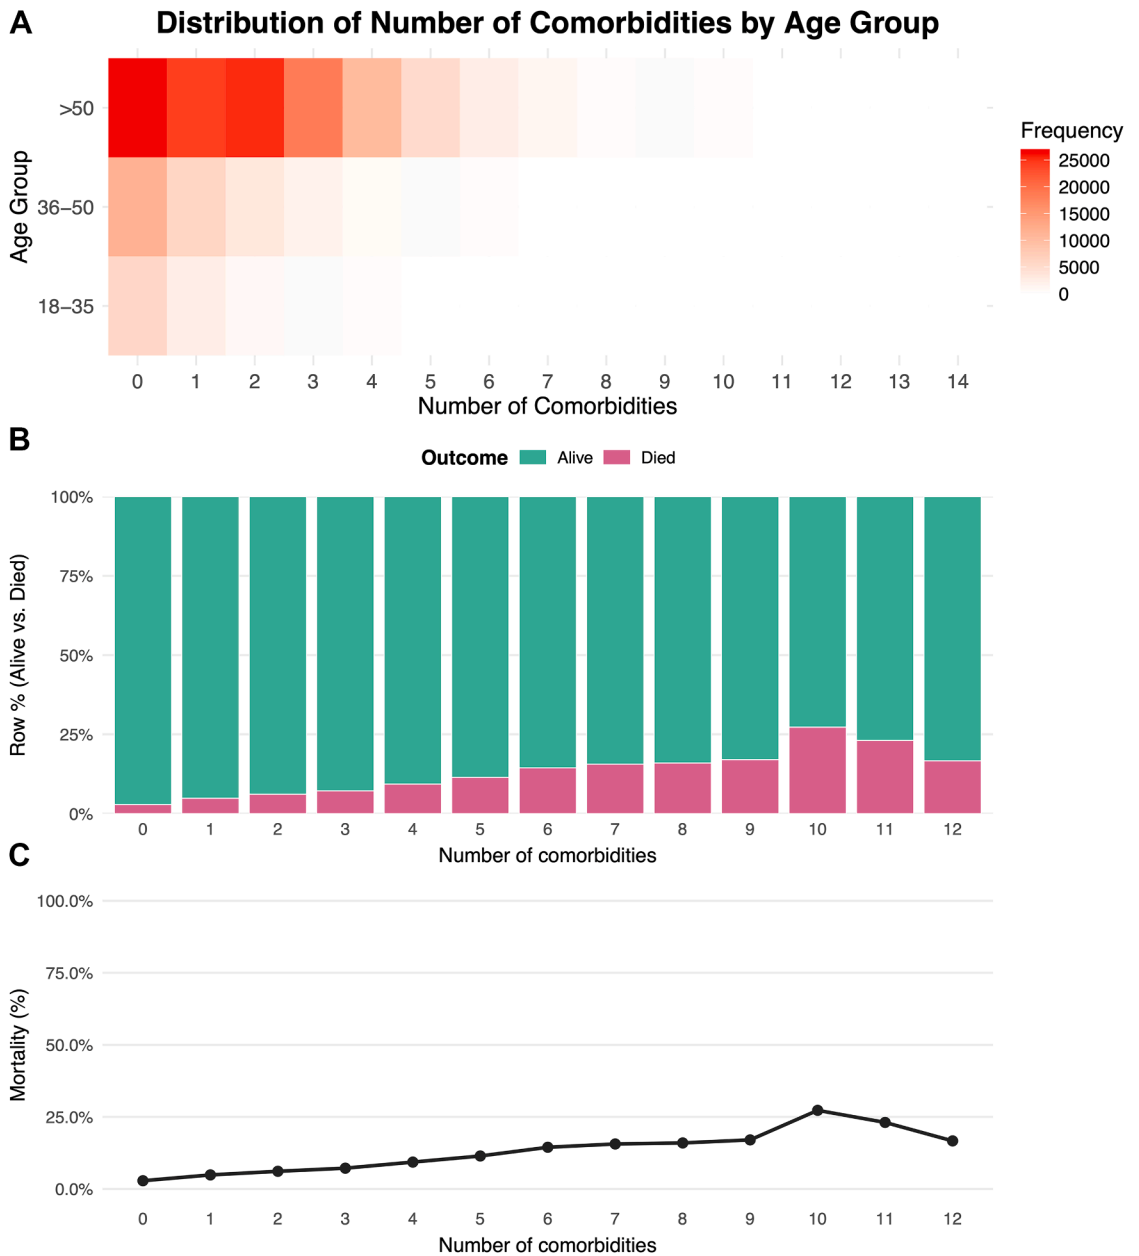 A
Distribution of Number of Comorbidities by Age Group
Age Group
>50
36–50
18–35
0 1 2 3 4 5 6 7 8 9 10 11 12 13 14
Number of Comorbidities
Frequency
25000
20000
15000
10000
5000
0
B
Outcome Alive Died
Row % (Alive vs. Died)
100%
75%
50%
25%
0%
0 1 2 3 4 5 6 7 8 9 10 11 12
Number of comorbidities
C
Mortality (%)
100.0%
75.0%
50.0%
25.0%
0.0%
0 1 2 3 4 5 6 7 8 9 10 11 12
Number of comorbidities